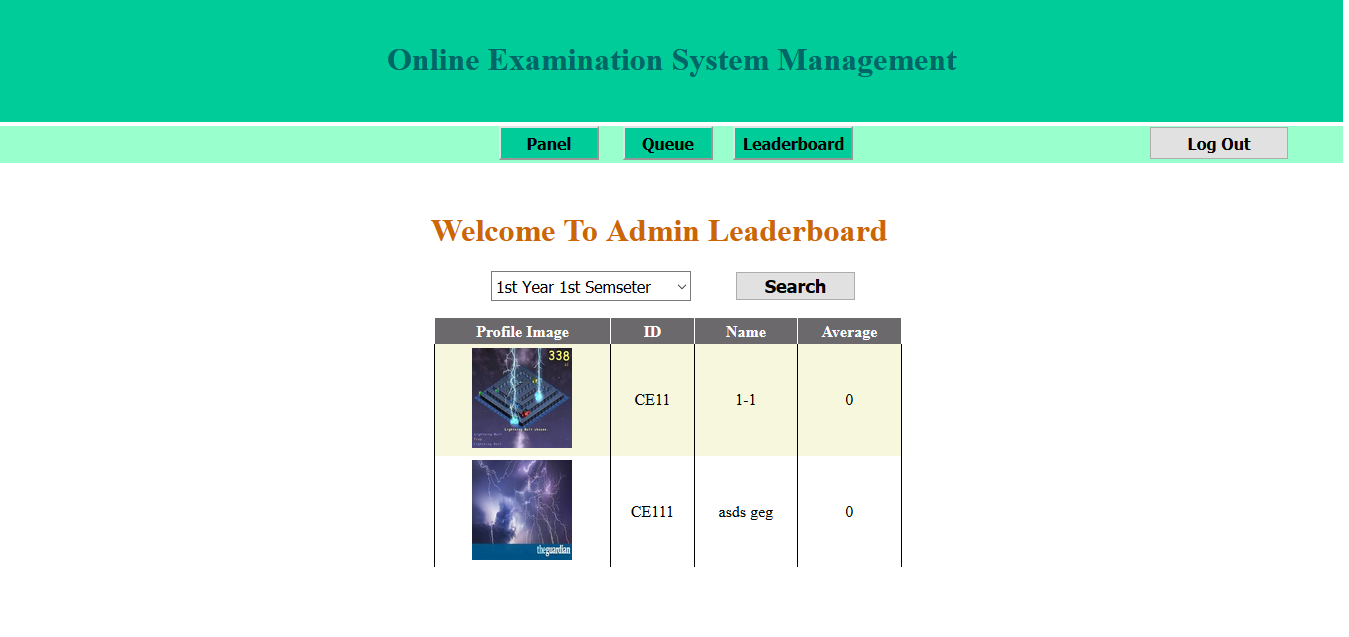 Online Examination System Management
Panel Queue Leaderboard Log Out
Welcome To Admin Leaderboard
1st Year 1st Semseter Search
Profile Image ID Name Average
338
CE11 1-1 0
CE111 asds geg 0
theguardian